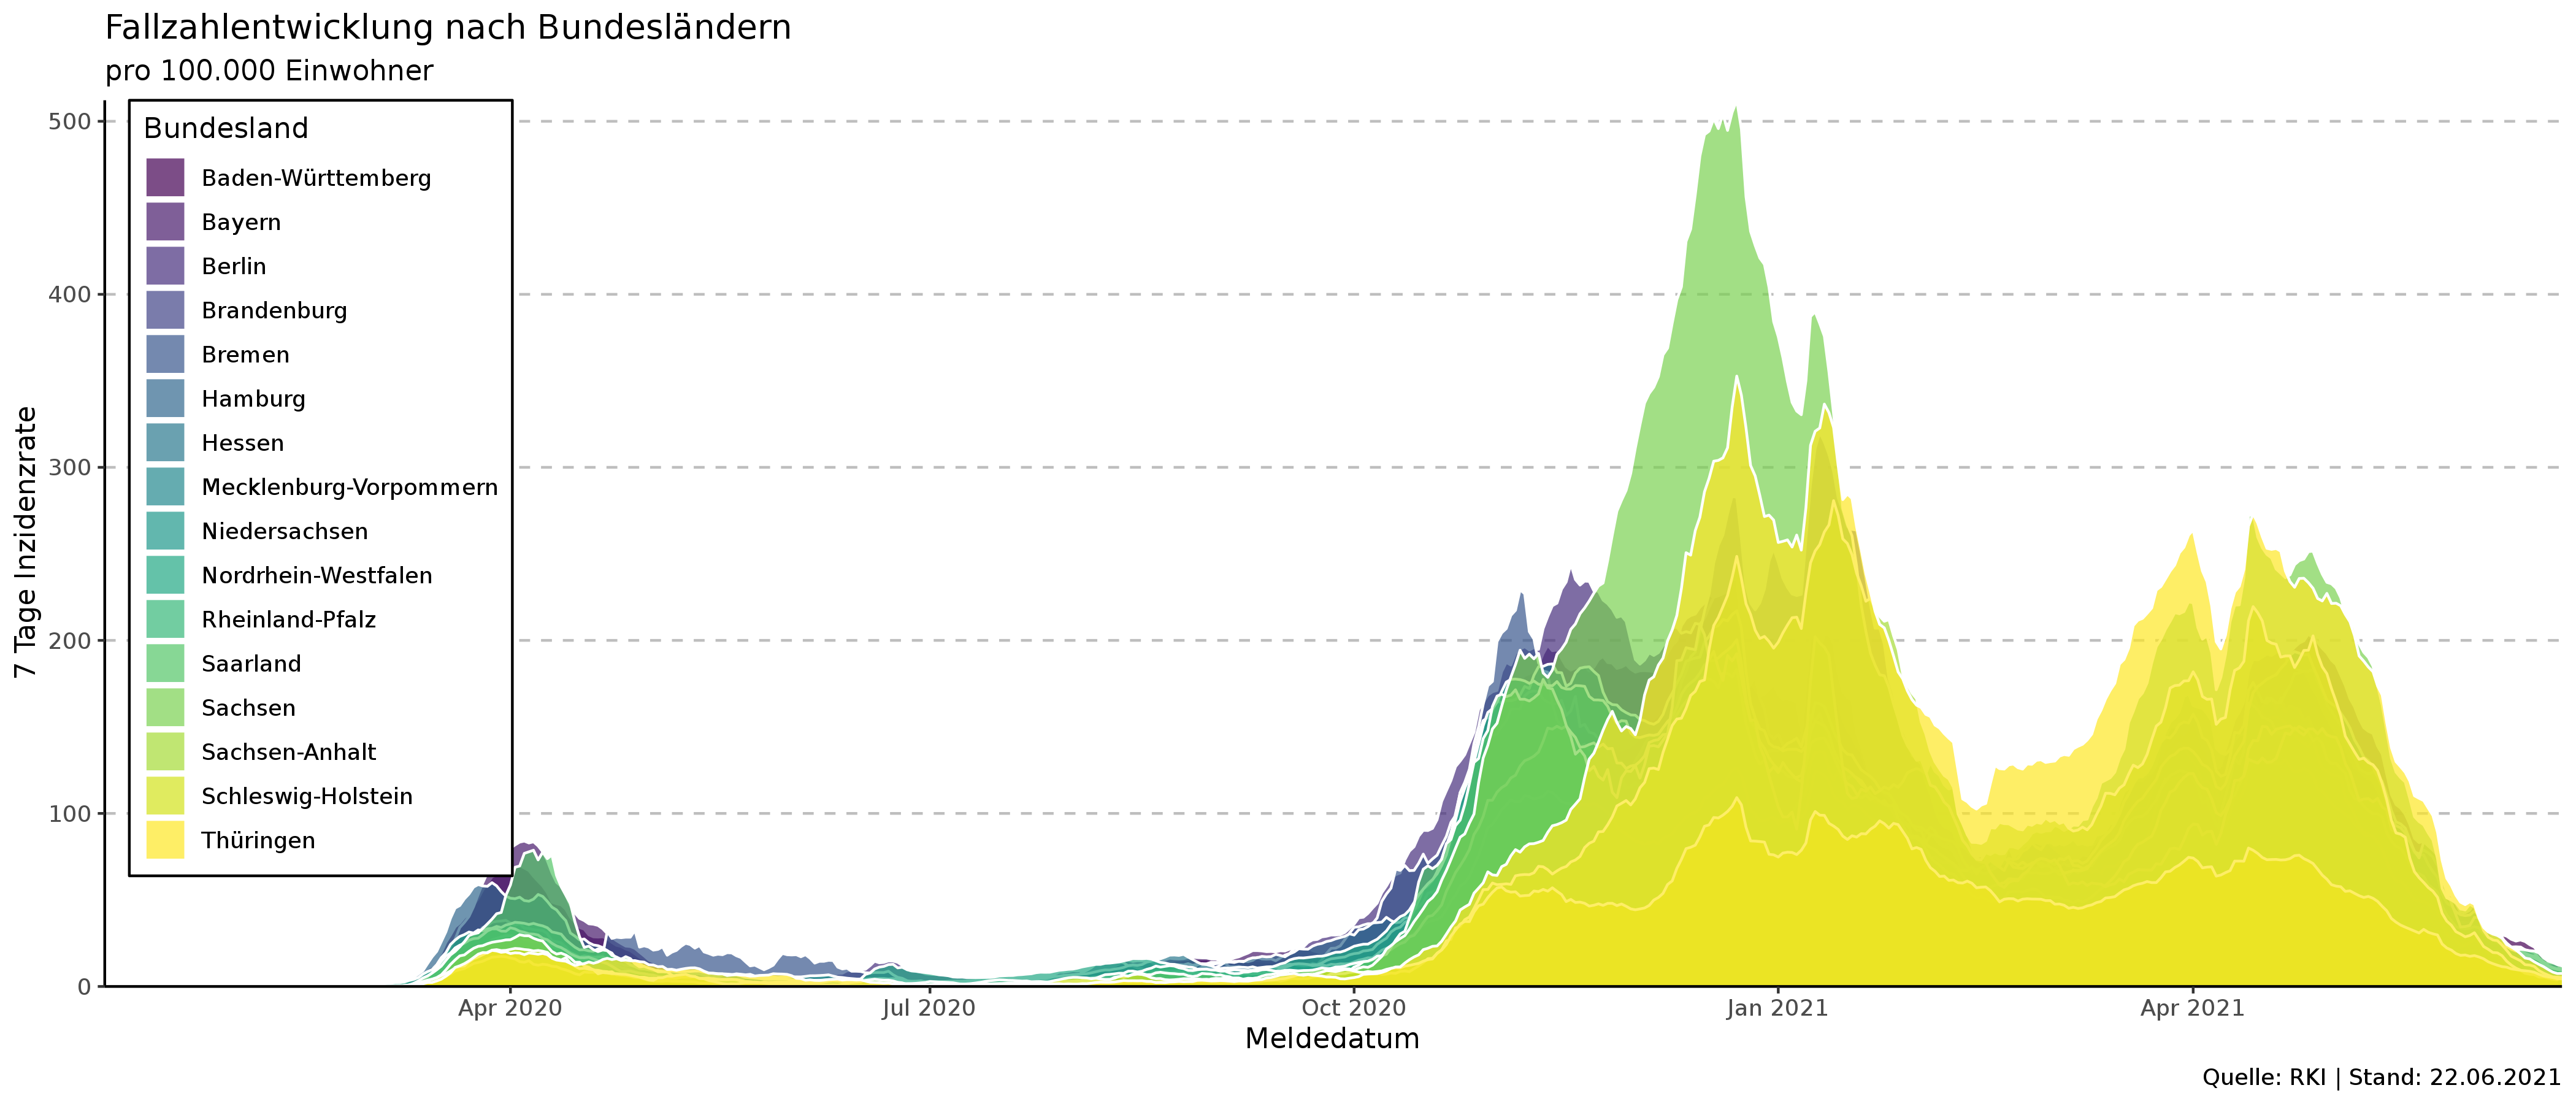 Fallzahlentwicklung nach Bundesländern
pro 100.000 Einwohner
Bundesland
Baden-Württemberg
Bayern
Berlin
Brandenburg
Bremen
Hamburg
Hessen
Mecklenburg-Vorpommern
Niedersachsen
Nordrhein-Westfalen
Rheinland-Pfalz
Saarland
Sachsen
Sachsen-Anhalt
Schleswig-Holstein
Thüringen
7 Tage Inzidenzrate
500
400
300
200
100
0
Apr 2020
Jul 2020
Oct 2020
Jan 2021
Apr 2021
Meldedatum
Quelle: RKI | Stand: 22.06.2021